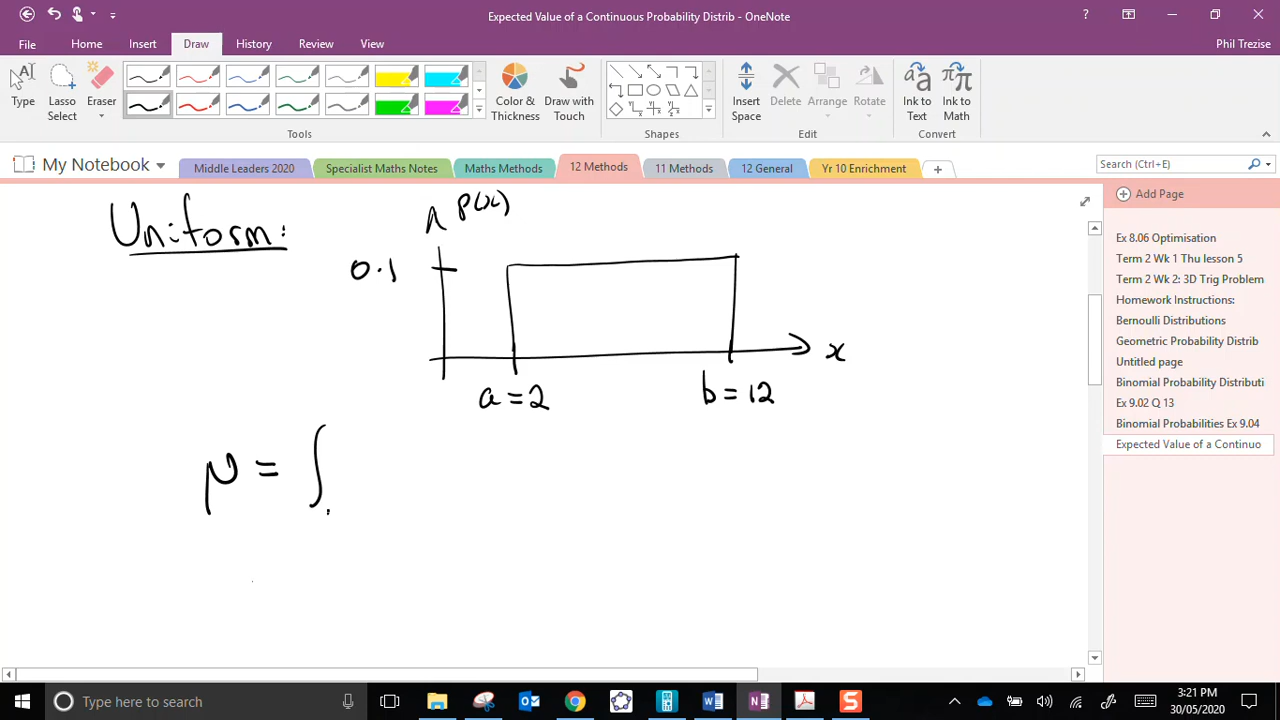 Expected Value of a Continuous Probability Distrib - OneNote
File Home Insert Draw History Review View Phil Trezise
Type
Lasso Select
Eraser
Color & Thickness
Draw with Touch
Insert Space
Delete
Arrange
Rotate
Ink to Text
Ink to Math
Tools Shapes Edit Convert
My Notebook Middle Leaders 2020 Specialist Maths Notes Maths Methods 12 Methods 11 Methods 12 General Yr 10 Enrichment Search (Ctrl+E)
Add Page
Ex 8.06 Optimisation
Term 2 Wk 1 Thu lesson 5
Term 2 Wk 2: 3D Trig Problem
Homework Instructions:
Bernoulli Distributions
Geometric Probability Distrib
Untitled page
Binomial Probability Distributi
Ex 9.02 Q 13
Binomial Probabilities Ex 9.04
Expected Value of a Continuo
Uniform:
p(x)
0.1
x
a = 2 b = 12
μ = ∫
Type here to search
3:21 PM
30/05/2020